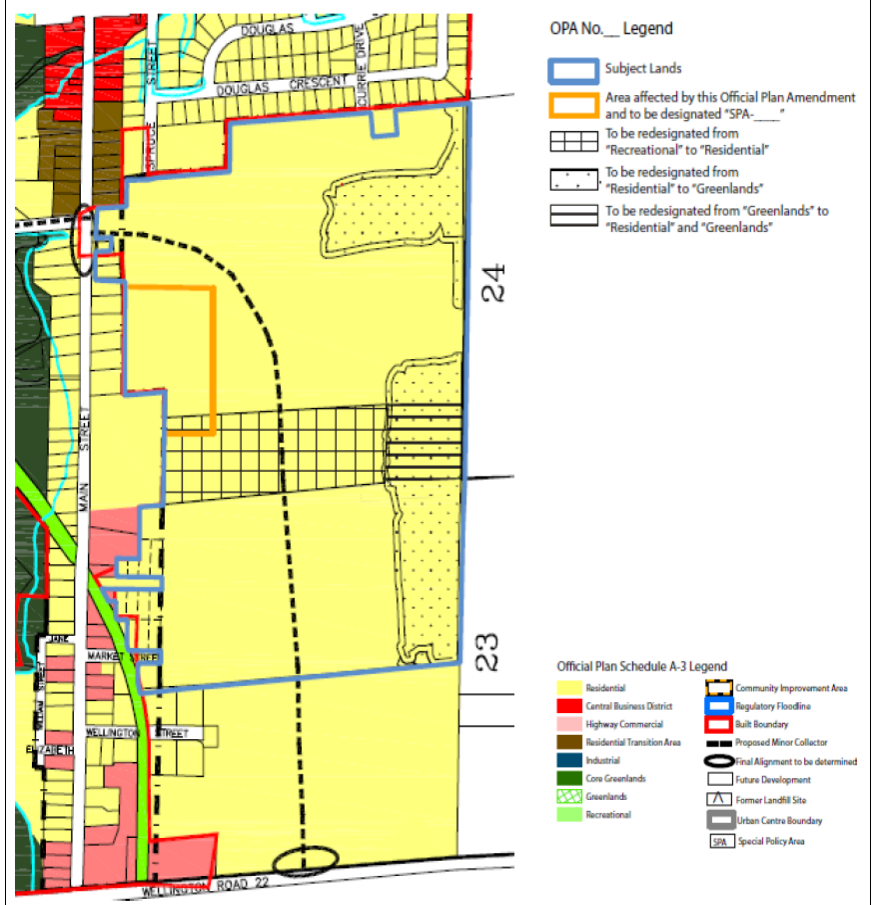 DOUGLAS
DOUGLAS CRESCENT
CURRIE DRIVE
SPRUCE STREET
MAIN STREET
24
23
JANE
MARKET STREE
WILLIAM STREET
WELLINGTON STREET
ELIZABETH
WELLINGTON ROAD 22
OPA No.__ Legend
Subject Lands
Area affected by this Official Plan Amendment
and to be designated “SPA-____”
To be redesignated from
“Recreational” to “Residential”
To be redesignated from
“Residential” to “Greenlands”
To be redesignated from “Greenlands” to
“Residential” and “Greenlands”
Official Plan Schedule A-3 Legend
Residential
Central Business District
Highway Commercial
Residential Transition Area
Industrial
Core Greenlands
Greenlands
Recreational
Community Improvement Area
Regulatory Floodline
Built Boundary
Proposed Minor Collector
Final Alignment to be determined
Future Development
Former Landfill Site
Urban Centre Boundary
SPA Special Policy Area